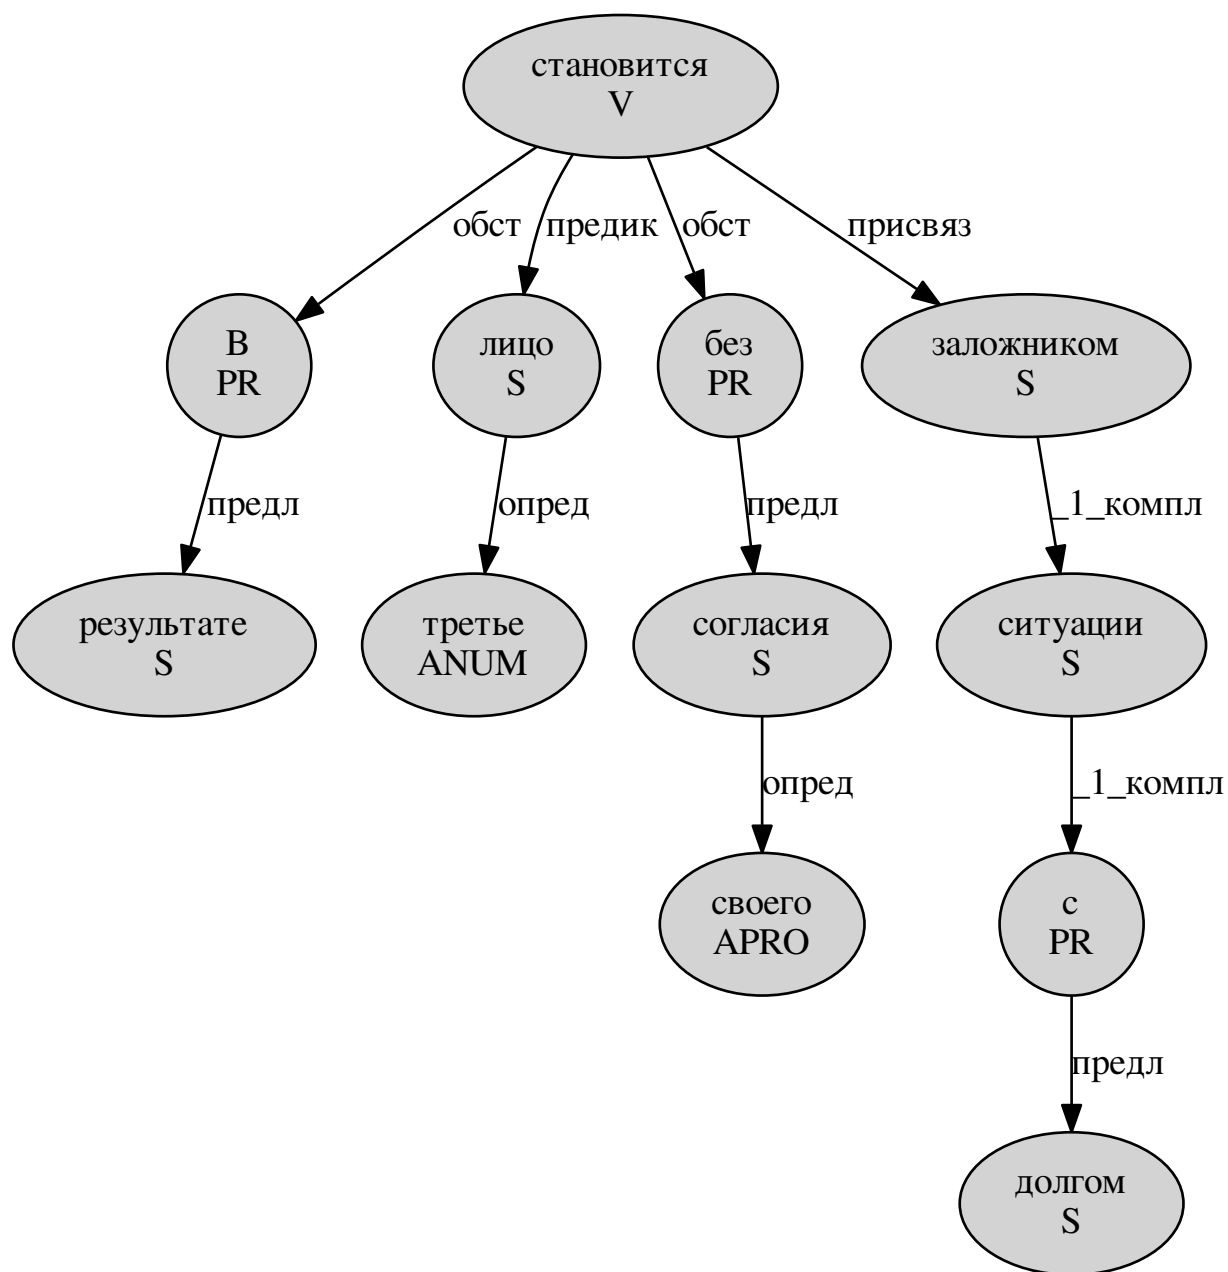 становится
V
обст
предик
обст
присвяз
В
PR
лицо
S
без
PR
заложником
S
предл
опред
предл
_1_компл
результате
S
третье
ANUM
согласия
S
ситуации
S
опред
_1_компл
своего
APRO
с
PR
предл
долгом
S